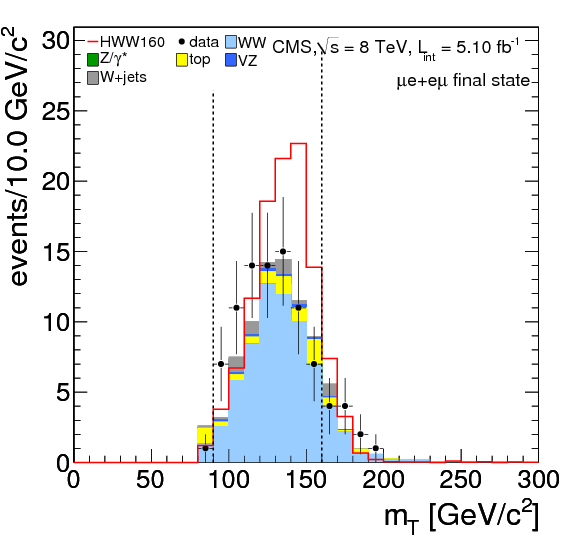 HWW160 data WW CMS,√s = 8 TeV, L_int = 5.10 fb⁻¹
Z/γ* top VZ
W+jets μe+eμ final state
events/10.0 GeV/c²
30
25
20
15
10
5
0
0 50 100 150 200 250 300
m_T [GeV/c²]